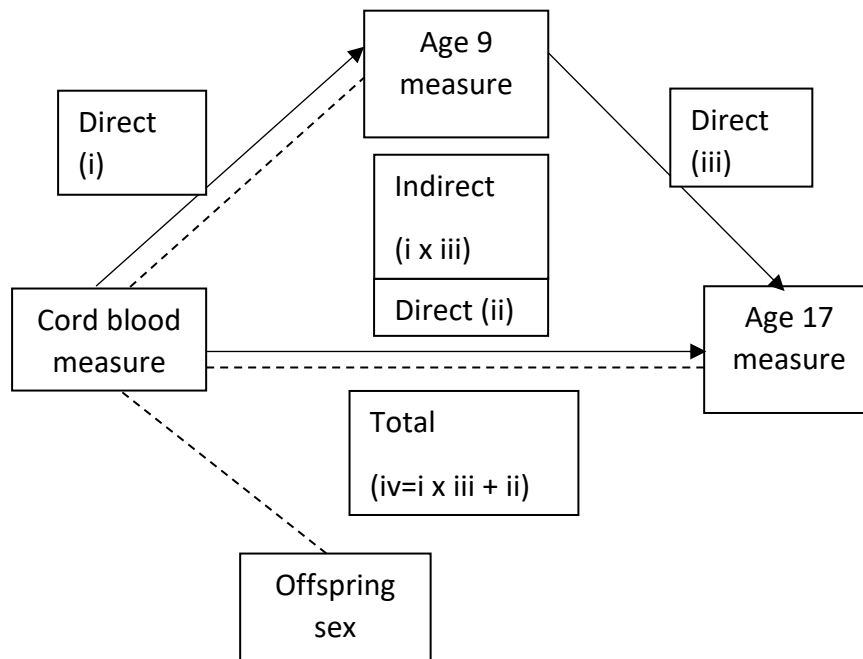 Age 9
measure
Direct
(i)
Direct
(iii)
Indirect
(i x iii)
Direct (ii)
Cord blood
measure
Age 17
measure
Total
(iv=i x iii + ii)
Offspring
sex